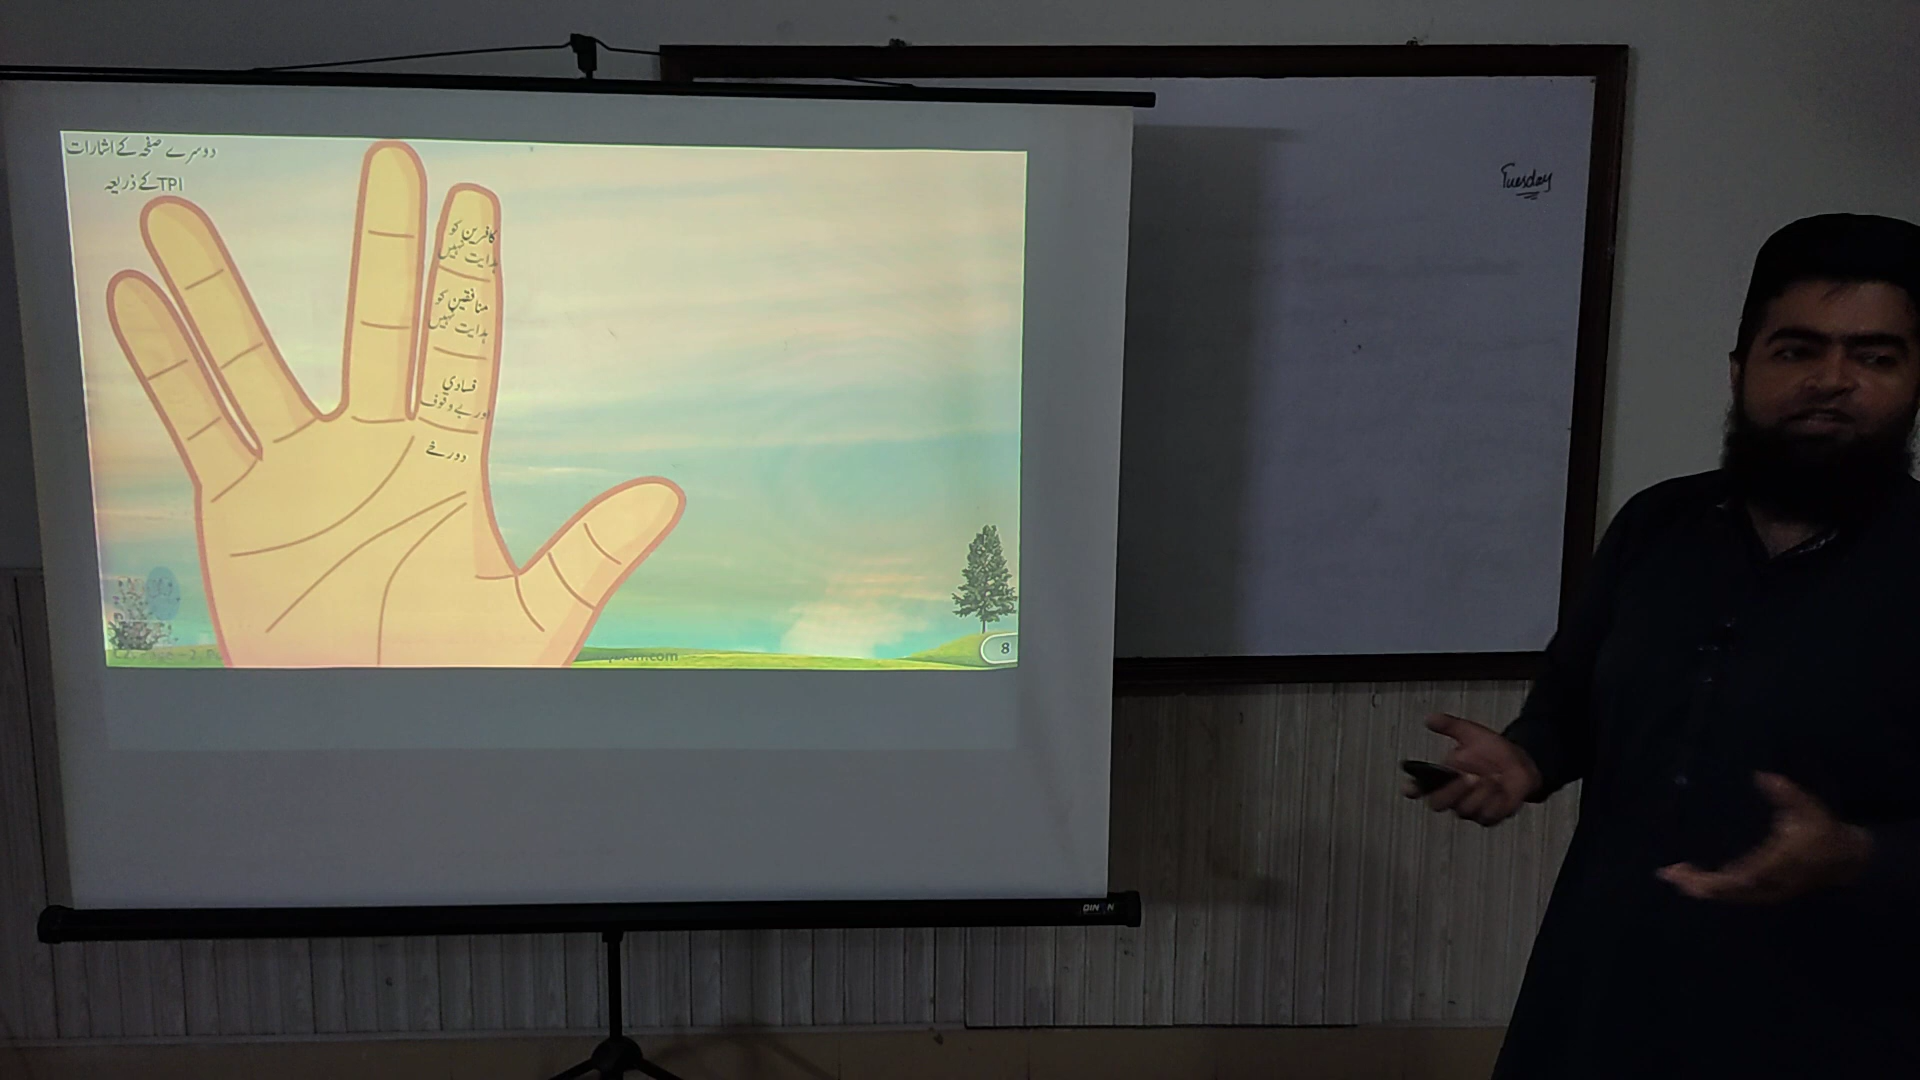 دوسرے صفحہ کے اشارات
TPI کے ذریعہ
کافرین کو
ہدایت نہیں
منافقین کو
ہدایت نہیں
فسادی
اور بے وقوف
دورخے
8
Tuesday